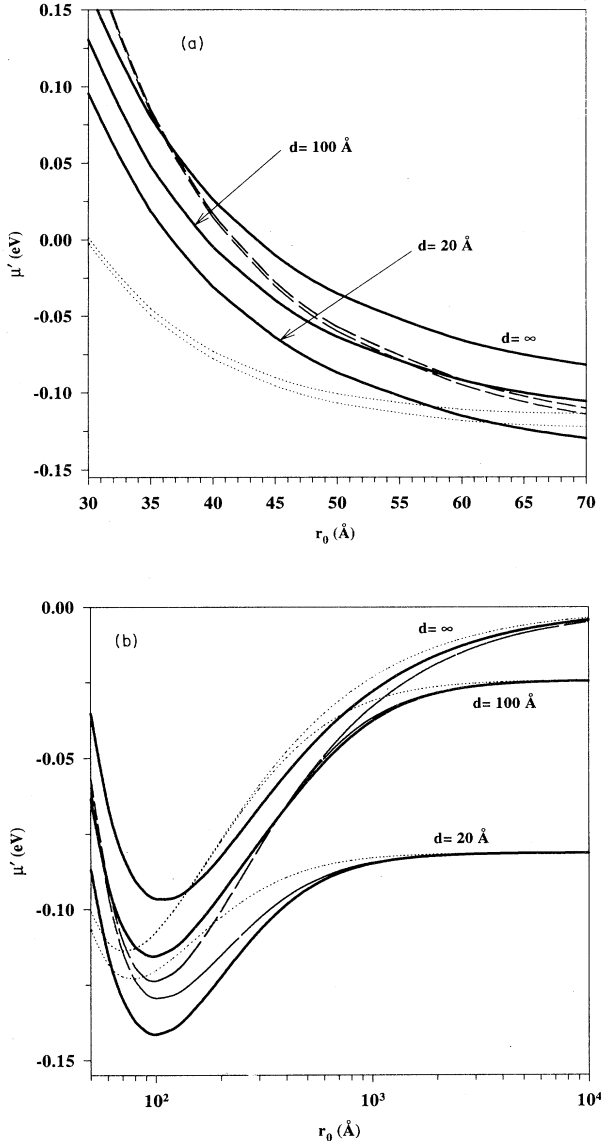 (a)
0.15
0.10
0.05
0.00
-0.05
-0.10
-0.15
μ′ (eV)
d= 100 Å
d= 20 Å
d= ∞
30 35 40 45 50 55 60 65 70
r₀ (Å)
(b)
0.00
-0.05
-0.10
-0.15
μ′ (eV)
d= ∞
d= 100 Å
d= 20 Å
10² 10³ 10⁴
r₀ (Å)